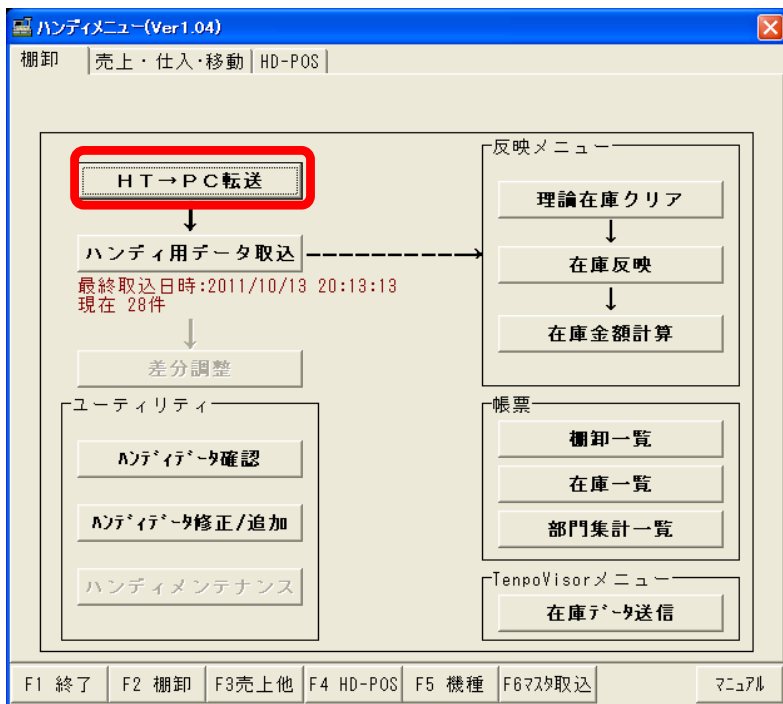 ハンディメニュー(Ver1.04)
棚卸 売上・仕入・移動 HD-POS
HT→PC転送
↓
ハンディ用データ取込
最終取込日時:2011/10/13 20:13:13
現在 28件
↓
差分調整
ユーティリティ
ﾊﾝﾃﾞｨﾃﾞｰﾀ確認
ﾊﾝﾃﾞｨﾃﾞｰﾀ修正/追加
ハンディメンテナンス
反映メニュー
理論在庫クリア
↓
在庫反映
↓
在庫金額計算
帳票
棚卸一覧
在庫一覧
部門集計一覧
TenpoVisorメニュー
在庫ﾃﾞｰﾀ送信
F1 終了 F2 棚卸 F3売上他 F4 HD-POS F5 機種 F6ﾏｽﾀ取込 ﾏﾆｭｱﾙ